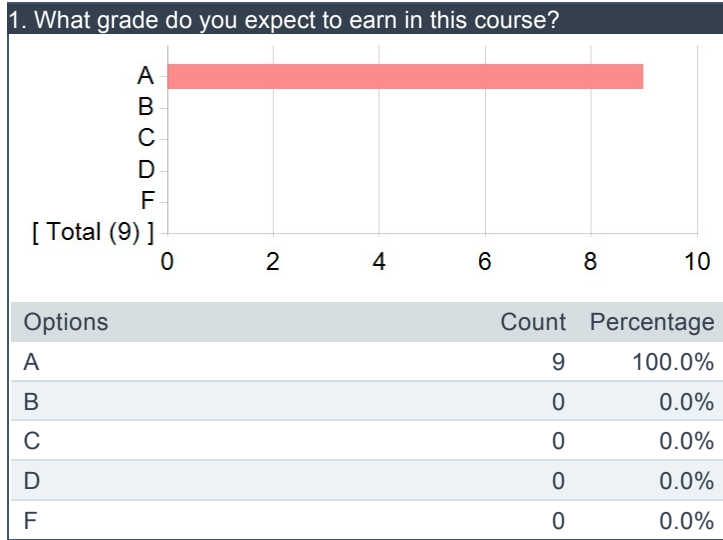 1. What grade do you expect to earn in this course?
A
B
C
D
F
[ Total (9) ]
0 2 4 6 8 10
Options Count Percentage
A 9 100.0%
B 0 0.0%
C 0 0.0%
D 0 0.0%
F 0 0.0%